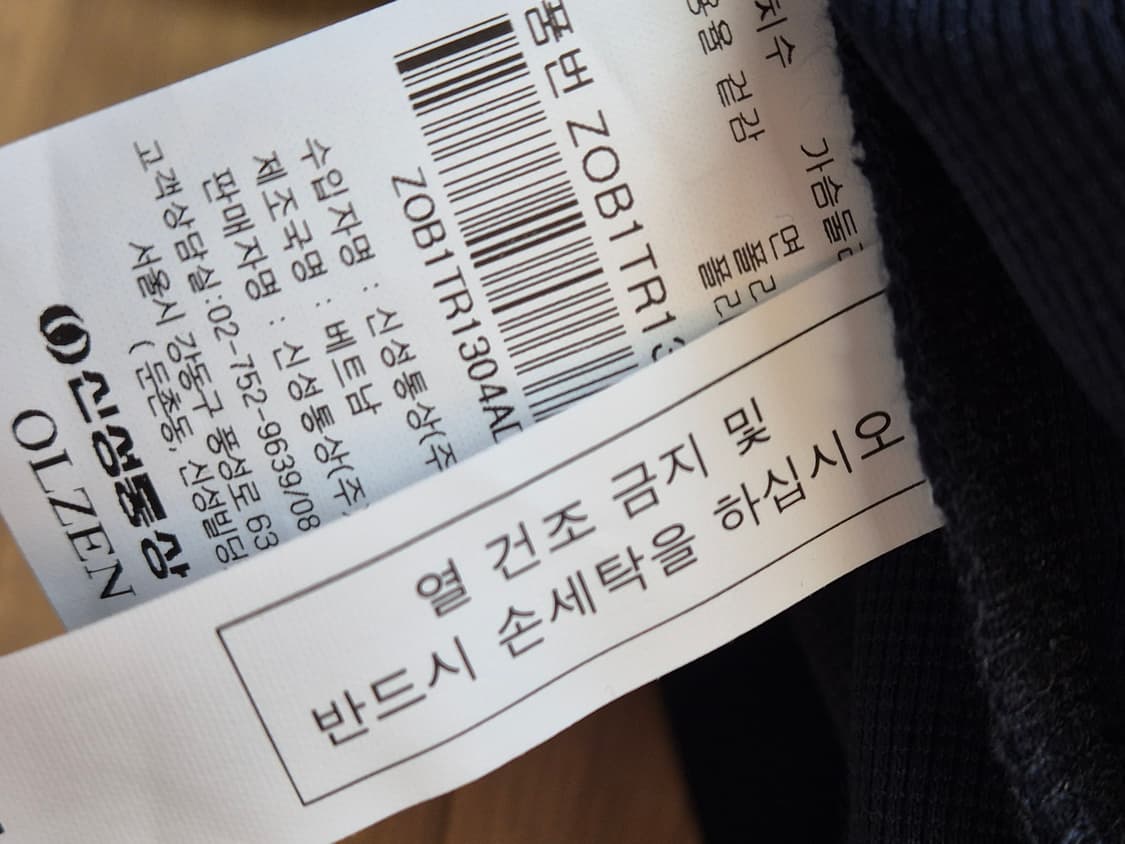 치수 가슴둘
겉감 면
폴리
품번 ZOB1TR13
ZOB1TR1304A
수입자명 : 신성통상(주
제조국명 : 베트남
판매자명 : 신성통상(주
고객상담실:02-752-9639/08
서울시 강동구 풍성로 63
(둔촌동, 신성빌딩
신성통상
OLZEN
열 건조 금지 및
반드시 손세탁을 하십시오